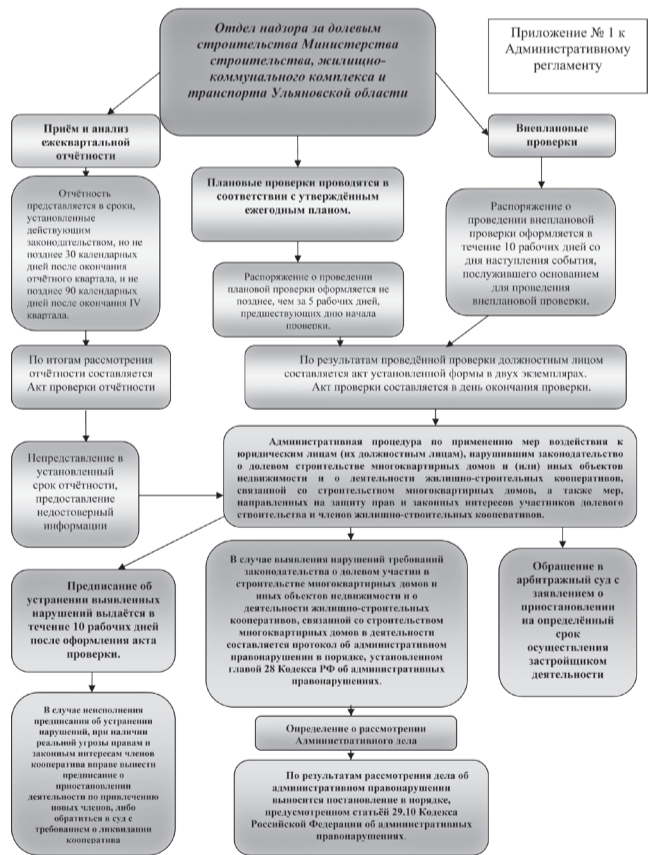 Отдел надзора за долевым
строительства Министерства
строительства, жилищно-
коммунального комплекса и
транспорта Ульяновской области
Приложение № 1 к
Административному
регламенту
Приём и анализ
ежеквартальной
отчётности
Внеплановые
проверки
Плановые проверки проводятся в
соответствии с утверждённым
ежегодным планом.
Отчётность
представляется в сроки,
установленные
действующим
законодательством, но не
позднее 30 календарных
дней после окончания
отчётного квартала, и не
позднее 90 календарных
дней после окончания IV
квартала.
Распоряжение о
проведении внеплановой
проверки оформляется в
течение 10 рабочих дней со
дня наступления события,
послужившего основанием
для проведения
внеплановой проверки.
Распоряжение о проведении
плановой проверки оформляется не
позднее, чем за 5 рабочих дней,
предшествующих дню начала
проверки.
По итогам рассмотрения
отчётности составляется
Акт проверки отчётности
По результатам проведённой проверки должностным лицом
составляется акт установленной формы в двух экземплярах.
Акт проверки составляется в день окончания проверки.
Непредставление в
установленный
срок отчётности,
предоставление
недостоверной
информации
Административная процедура по применению мер воздействия к
юридическим лицам (их должностным лицам), нарушившим законодательство
о долевом строительстве многоквартирных домов и (или) иных объектов
недвижимости и о деятельности жилищно-строительных кооперативов,
связанной со строительством многоквартирных домов, а также мер,
направленных на защиту прав и законных интересов участников долевого
строительства и членов жилищно-строительных кооперативов.
Предписание об
устранении выявленных
нарушений выдаётся в
течение 10 рабочих дней
после оформления акта
проверки.
В случае выявления нарушений требований
законодательства о долевом участии в
строительстве многоквартирных домов и
иных объектов недвижимости и о
деятельности жилищно-строительных
кооперативов, связанной со строительством
многоквартирных домов в деятельности
составляется протокол об административном
правонарушении в порядке, установленном
главой 28 Кодекса РФ об административных
правонарушениях.
Обращение в
арбитражный суд с
заявлением о
приостановлении
на определённый
срок
осуществления
застройщиком
деятельности
В случае неисполнения
предписания об устранении
нарушений, при наличии
реальной угрозы правам и
законным интересам членов
кооператива вправе вынести
предписание о
приостановлении
деятельности по привлечению
новых членов, либо
обратиться в суд с
требованием о ликвидации
кооператива
Определение о рассмотрении
Административного дела
По результатам рассмотрения дела об
административном правонарушении
выносится постановление в порядке,
предусмотренном статьёй 29.10 Кодекса
Российской Федерации об административных
правонарушениях.